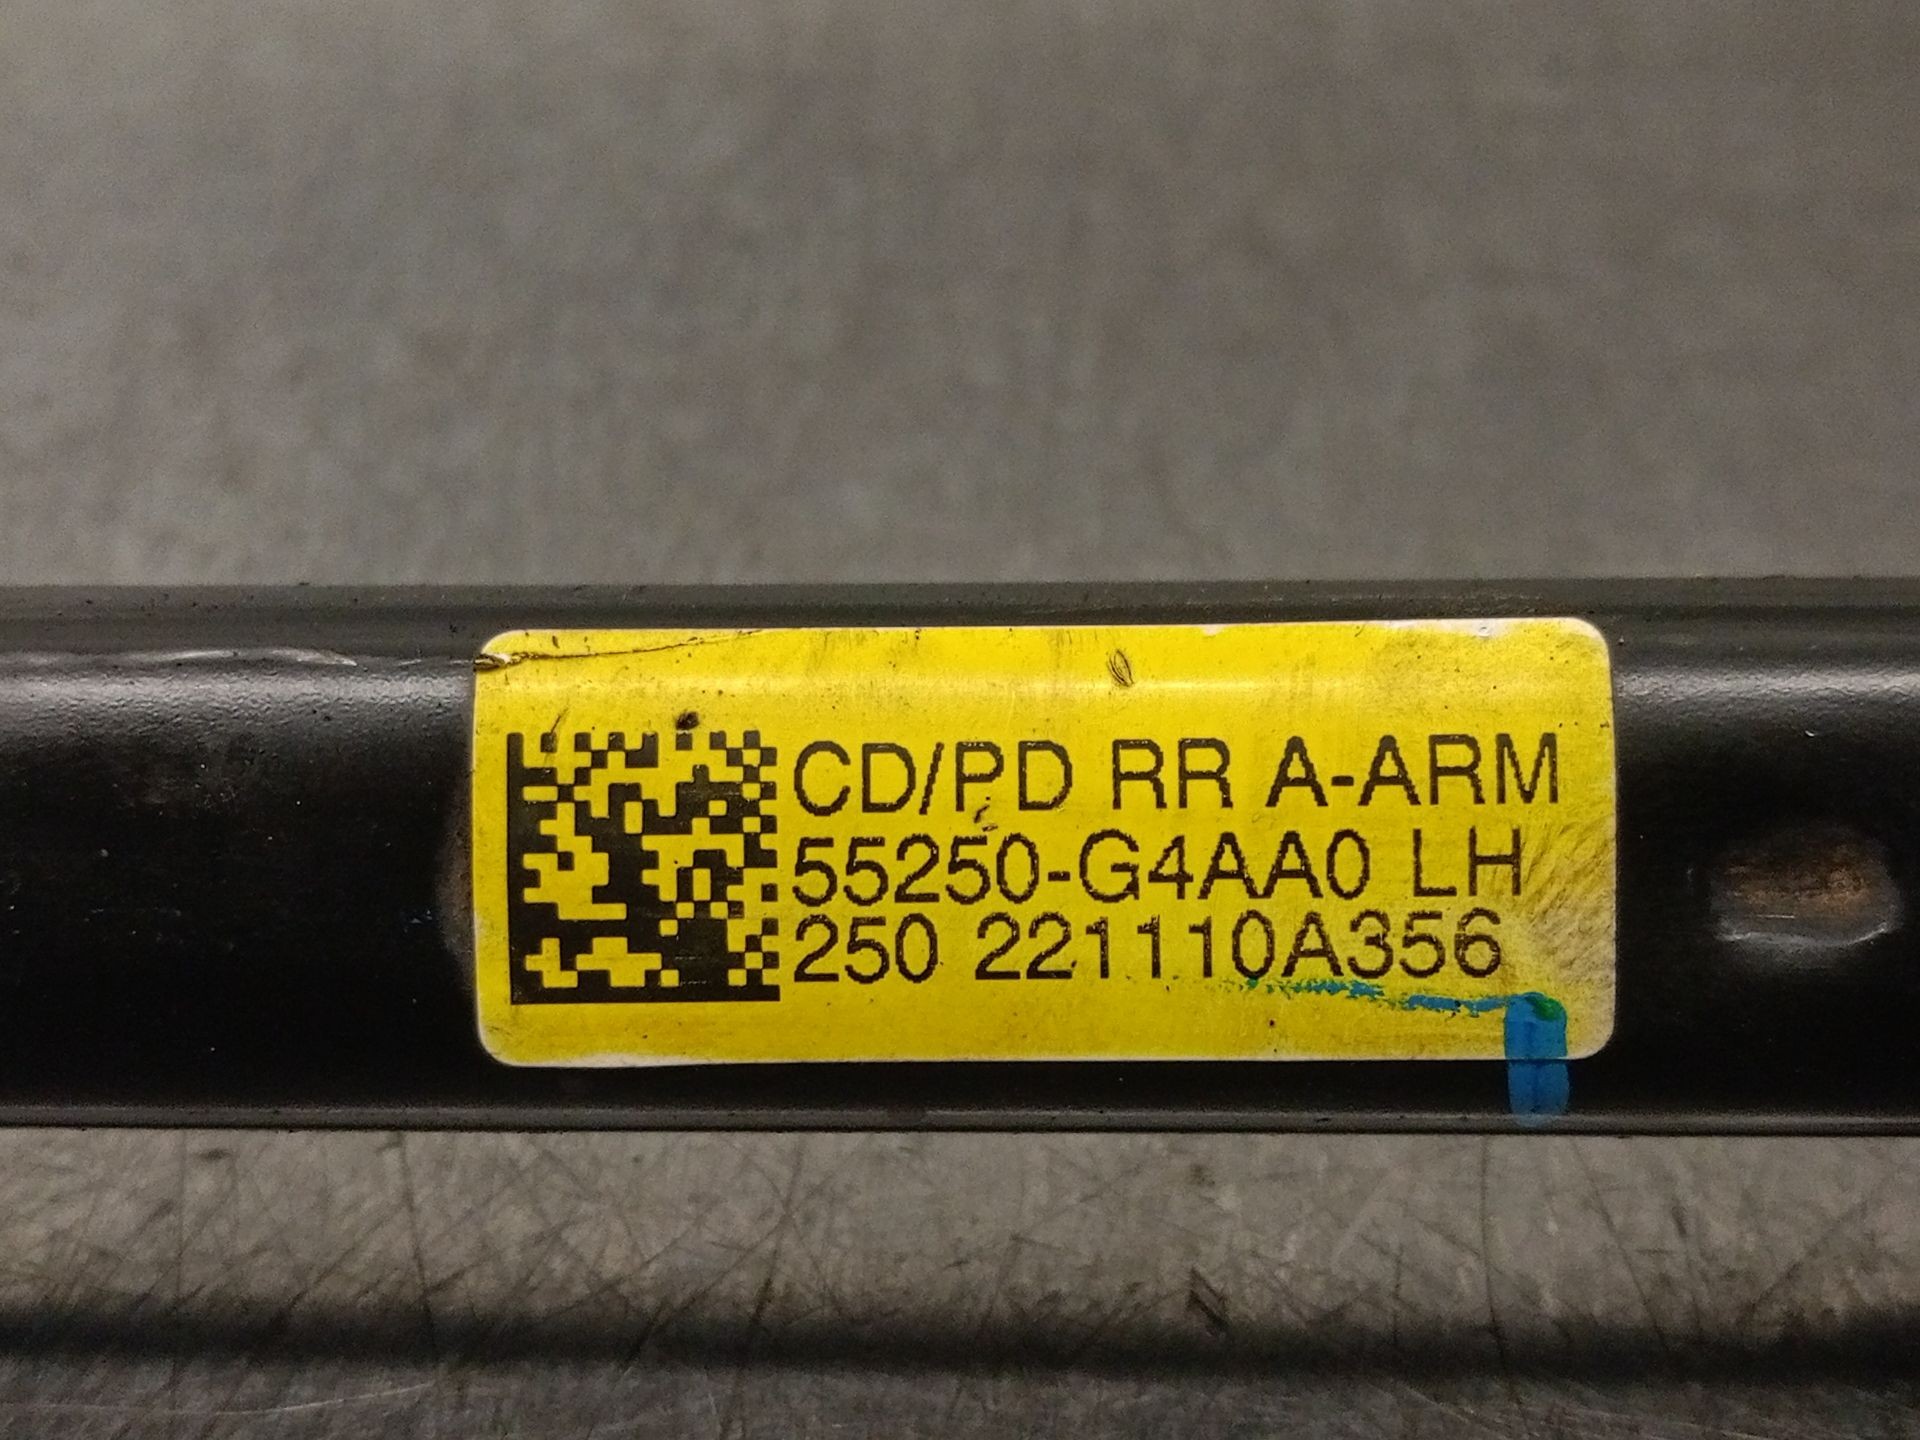 CD/PD RR A-ARM
55250-G4AA0 LH
250 221110A356